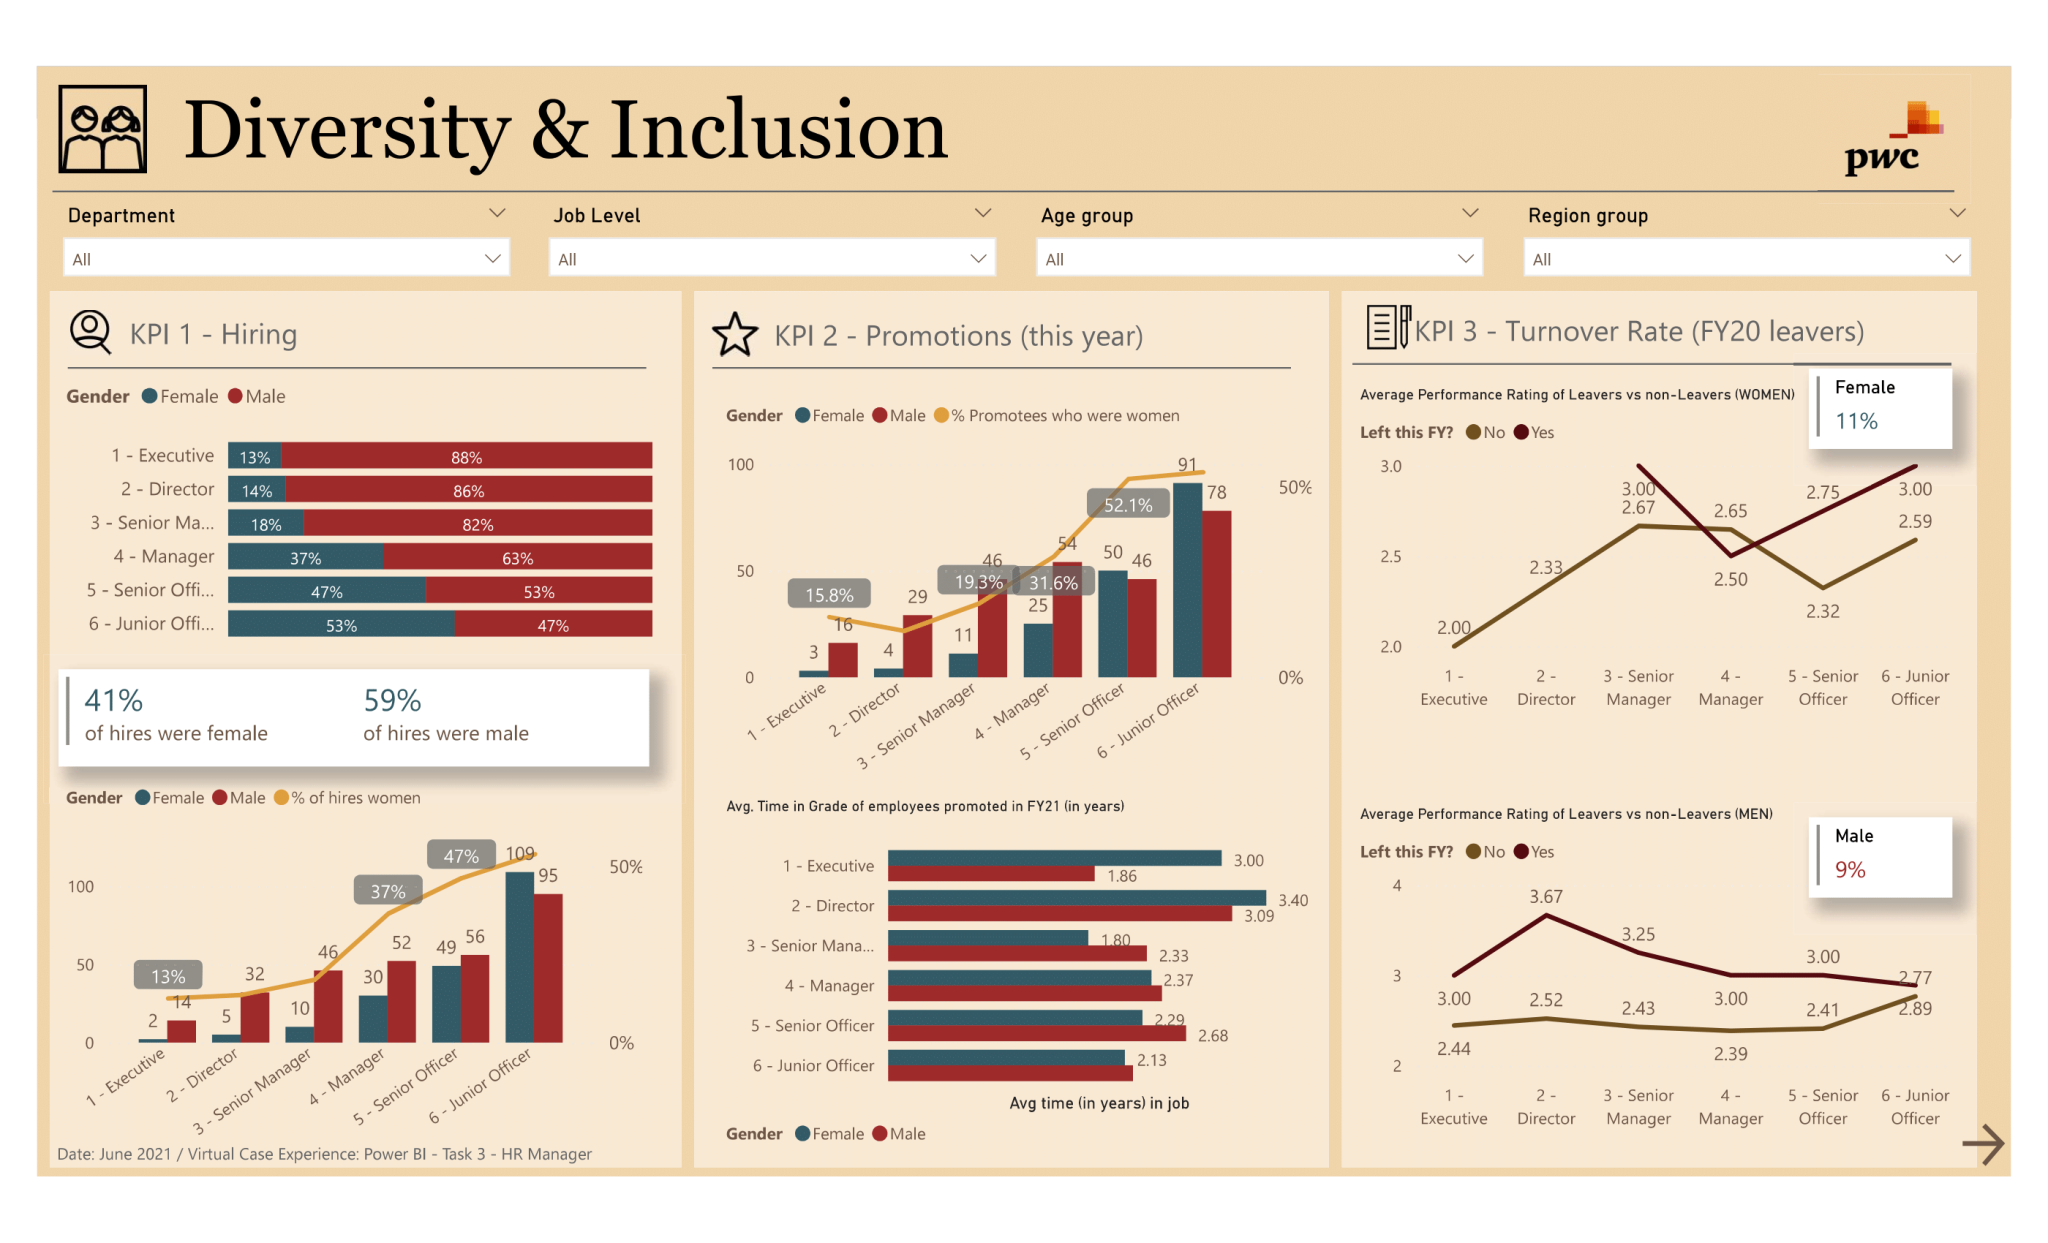 Diversity & Inclusion
pwc
Department
All
Job Level
All
Age group
All
Region group
All
KPI 1 - Hiring
Gender Female Male
1 - Executive 13% 88%
2 - Director 14% 86%
3 - Senior Ma... 18% 82%
4 - Manager 37% 63%
5 - Senior Offi... 47% 53%
6 - Junior Offi... 53% 47%
41% 59%
of hires were female of hires were male
Gender Female Male % of hires women
100
50
0
50%
0%
13%
37%
47%
2 14
5 32
10 46
30 52
49 56
109 95
1 - Executive
2 - Director
3 - Senior Manager
4 - Manager
5 - Senior Officer
6 - Junior Officer
Date: June 2021 / Virtual Case Experience: Power BI - Task 3 - HR Manager
KPI 2 - Promotions (this year)
Gender Female Male % Promotees who were women
100
50
0
50%
0%
15.8%
19.3%
31.6%
52.1%
3 16
4 29
11 46
25 54
50 46
91 78
1 - Executive
2 - Director
3 - Senior Manager
4 - Manager
5 - Senior Officer
6 - Junior Officer
Avg. Time in Grade of employees promoted in FY21 (in years)
1 - Executive 3.00 1.86
2 - Director 3.40 3.09
3 - Senior Mana... 1.80 2.33
4 - Manager 2.37
5 - Senior Officer 2.29 2.68
6 - Junior Officer 2.13
Avg time (in years) in job
Gender Female Male
KPI 3 - Turnover Rate (FY20 leavers)
Average Performance Rating of Leavers vs non-Leavers (WOMEN)
Female
11%
Left this FY? No Yes
3.0
2.5
2.0
2.00
2.33
3.00
2.67
2.65
2.50
2.75
2.32
3.00
2.59
1 - Executive
2 - Director
3 - Senior Manager
4 - Manager
5 - Senior Officer
6 - Junior Officer
Average Performance Rating of Leavers vs non-Leavers (MEN)
Male
9%
Left this FY? No Yes
4
3
2
3.00
2.44
3.67
2.52
3.25
2.43
3.00
2.39
3.00
2.41
2.77
2.89
1 - Executive
2 - Director
3 - Senior Manager
4 - Manager
5 - Senior Officer
6 - Junior Officer